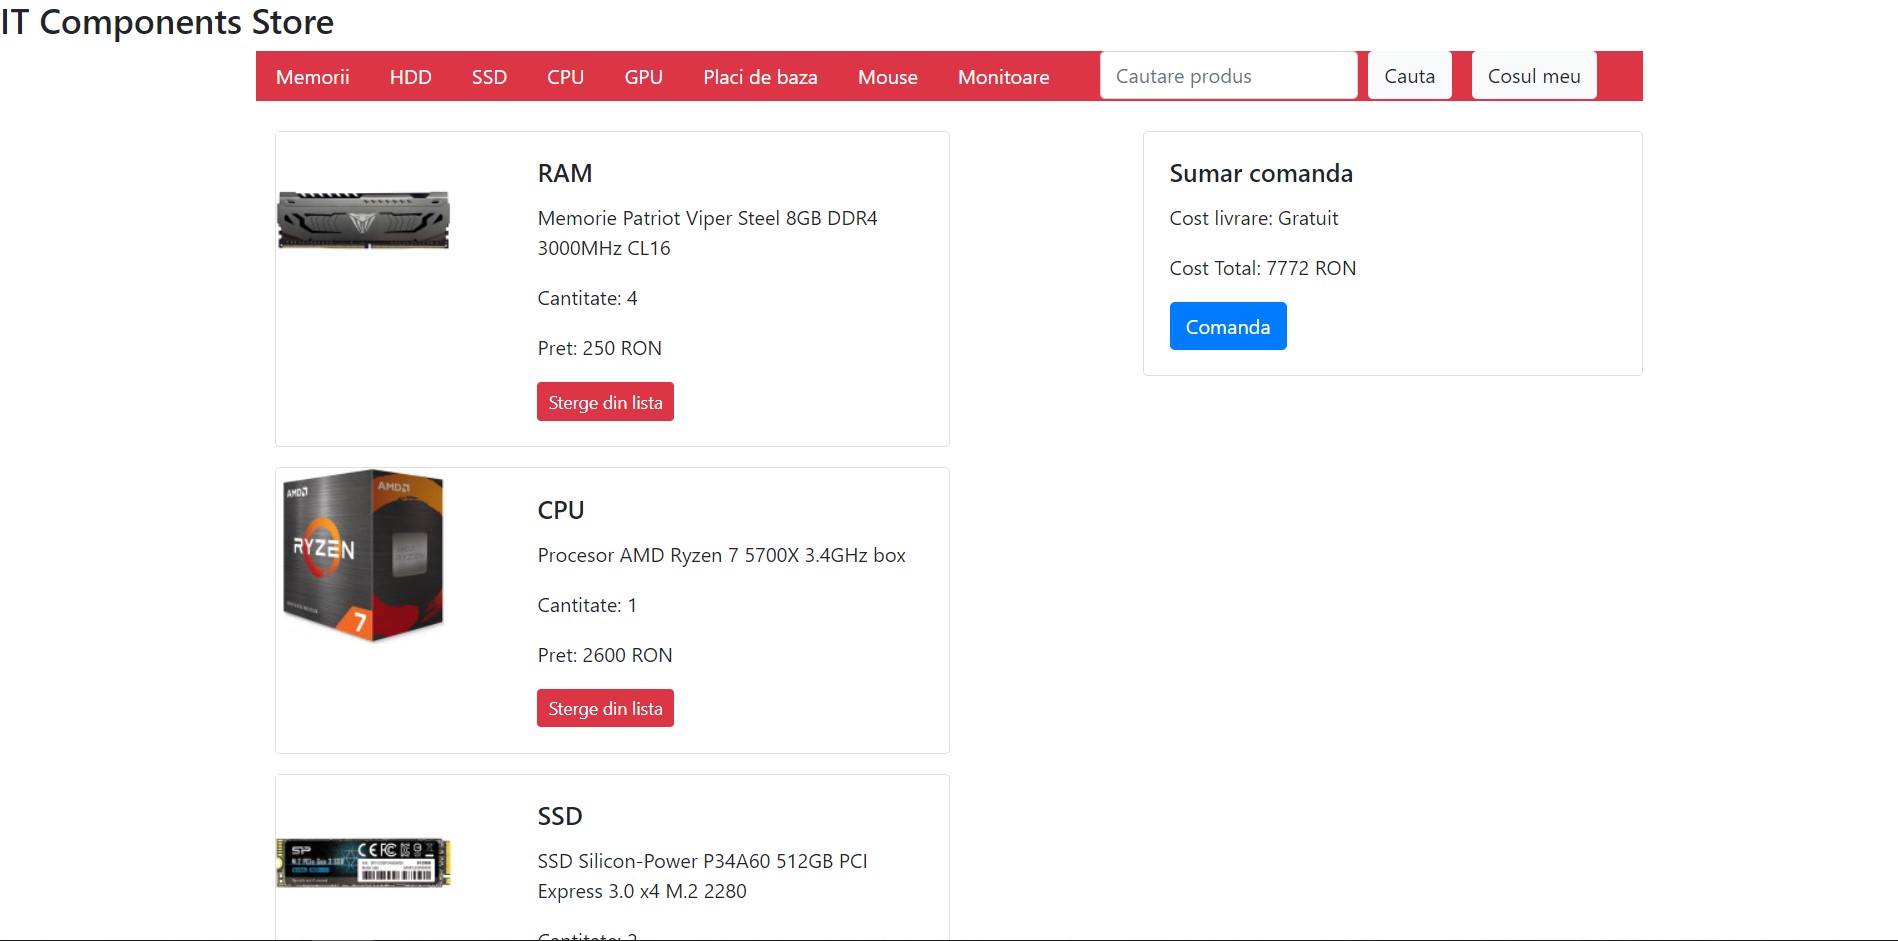 IT Components Store
Memorii HDD SSD CPU GPU Placi de baza Mouse Monitoare Cautare produs Cauta Cosul meu
RAM
Memorie Patriot Viper Steel 8GB DDR4
3000MHz CL16
Cantitate: 4
Pret: 250 RON
Sterge din lista
Sumar comanda
Cost livrare: Gratuit
Cost Total: 7772 RON
Comanda
AMD
AMD
RYZEN
7
CPU
Procesor AMD Ryzen 7 5700X 3.4GHz box
Cantitate: 1
Pret: 2600 RON
Sterge din lista
SP
SSD
SSD Silicon-Power P34A60 512GB PCI
Express 3.0 x4 M.2 2280